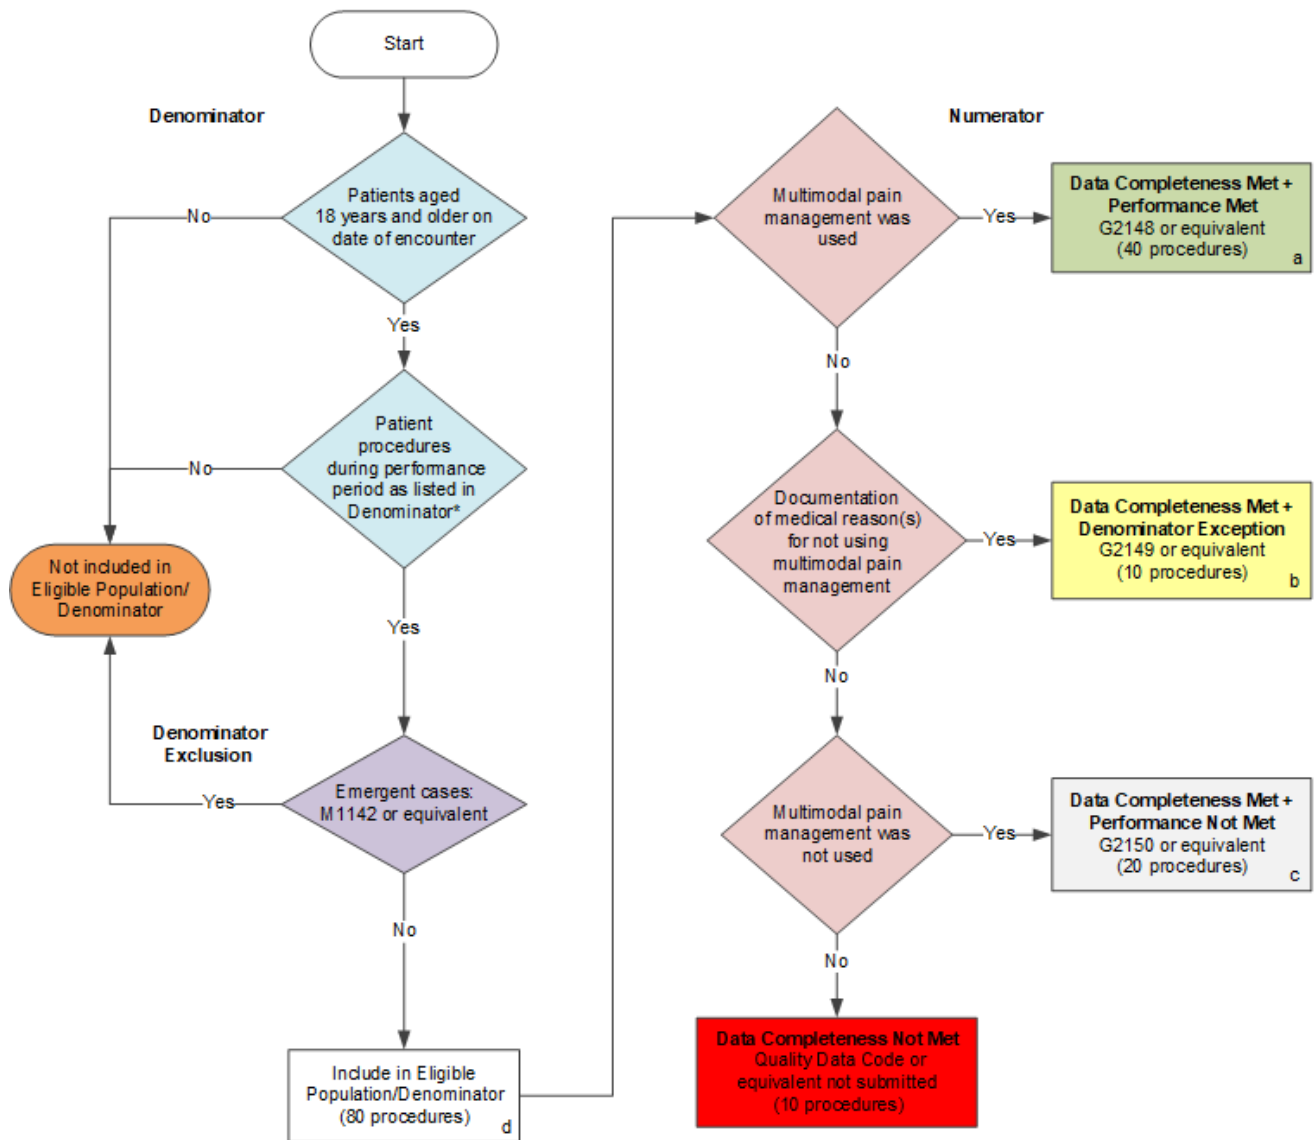 Start
Denominator
Patients aged
18 years and older on
date of encounter
No
Yes
Patient
procedures
during performance
period as listed in
Denominator*
No
Not included in
Eligible Population/
Denominator
Yes
Denominator
Exclusion
Emergent cases:
M1142 or equivalent
Yes
No
Include in Eligible
Population/Denominator
(80 procedures)
d
Numerator
Multimodal pain
management was
used
Yes
Data Completeness Met +
Performance Met
G2148 or equivalent
(40 procedures)
a
No
Documentation
of medical reason(s)
for not using
multimodal pain
management
Yes
Data Completeness Met +
Denominator Exception
G2149 or equivalent
(10 procedures)
b
No
Multimodal pain
management was
not used
Yes
Data Completeness Met +
Performance Not Met
G2150 or equivalent
(20 procedures)
c
No
Data Completeness Not Met
Quality Data Code or
equivalent not submitted
(10 procedures)